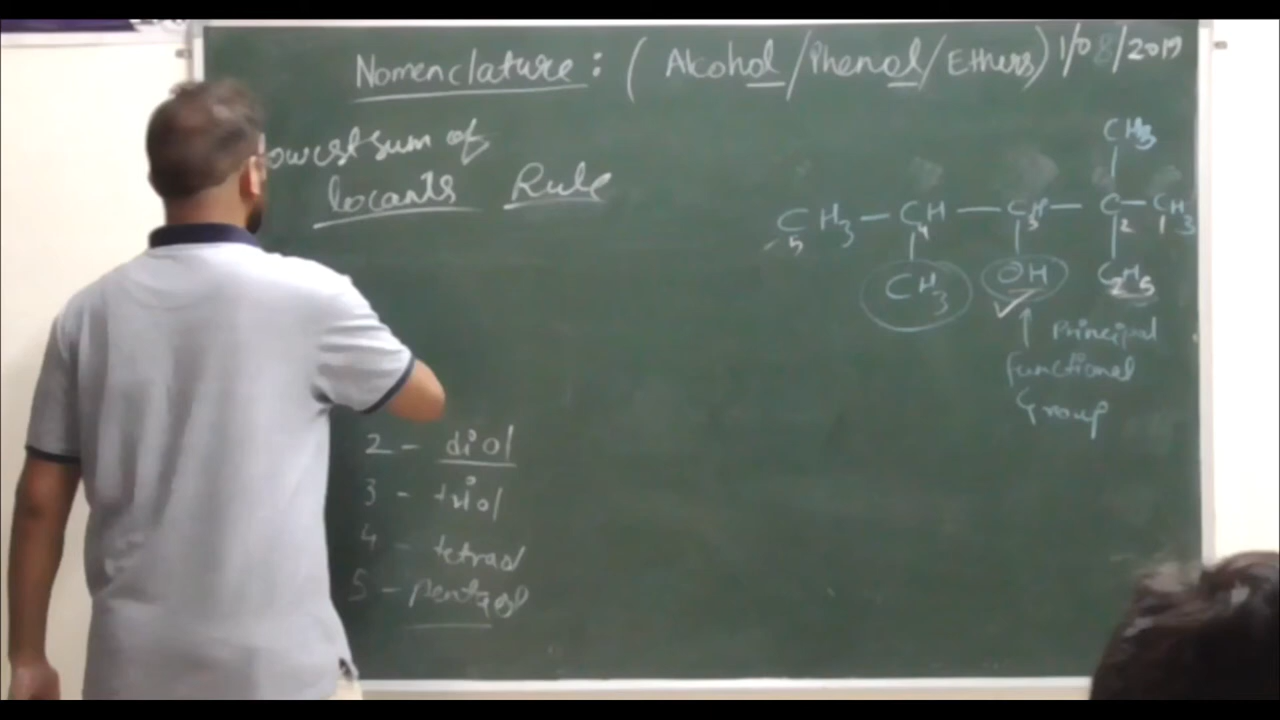 Nomenclature: ( Alcohol / Phenol / Ethers) 1/08/2019
owest sum of
locants Rule
CH3
CH3 — CH — CH — C — CH3
5 4 3 2 1
CH3 OH C2H5
Principal
functional
Group
2 - diol
3 - triol
4 - tetraol
5 - pentaol